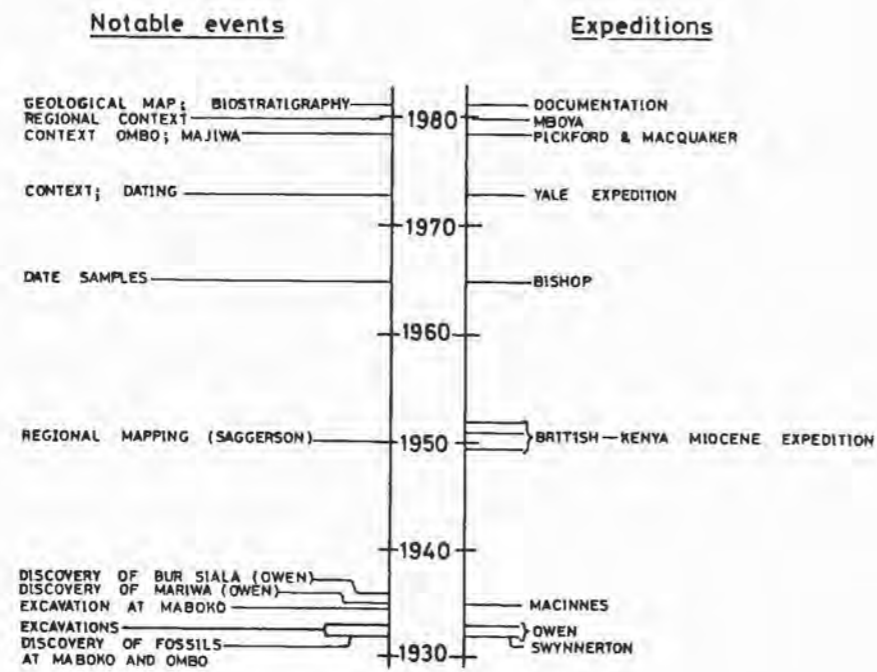 Notable events
Expeditions
GEOLOGICAL MAP; BIOSTRATIGRAPHY
REGIONAL CONTEXT
CONTEXT OMBO; MAJIWA
CONTEXT; DATING
DATE SAMPLES
REGIONAL MAPPING (SAGGERSON)
DISCOVERY OF BUR SIALA (OWEN)
DISCOVERY OF MARIWA (OWEN)
EXCAVATION AT MABOKO
EXCAVATIONS
DISCOVERY OF FOSSILS
AT MABOKO AND OMBO
1980
1970
1960
1950
1940
1930
DOCUMENTATION
MBOYA
PICKFORD & MACQUAKER
YALE EXPEDITION
BISHOP
BRITISH-KENYA MIOCENE EXPEDITION
MACINNES
OWEN
SWYNNERTON